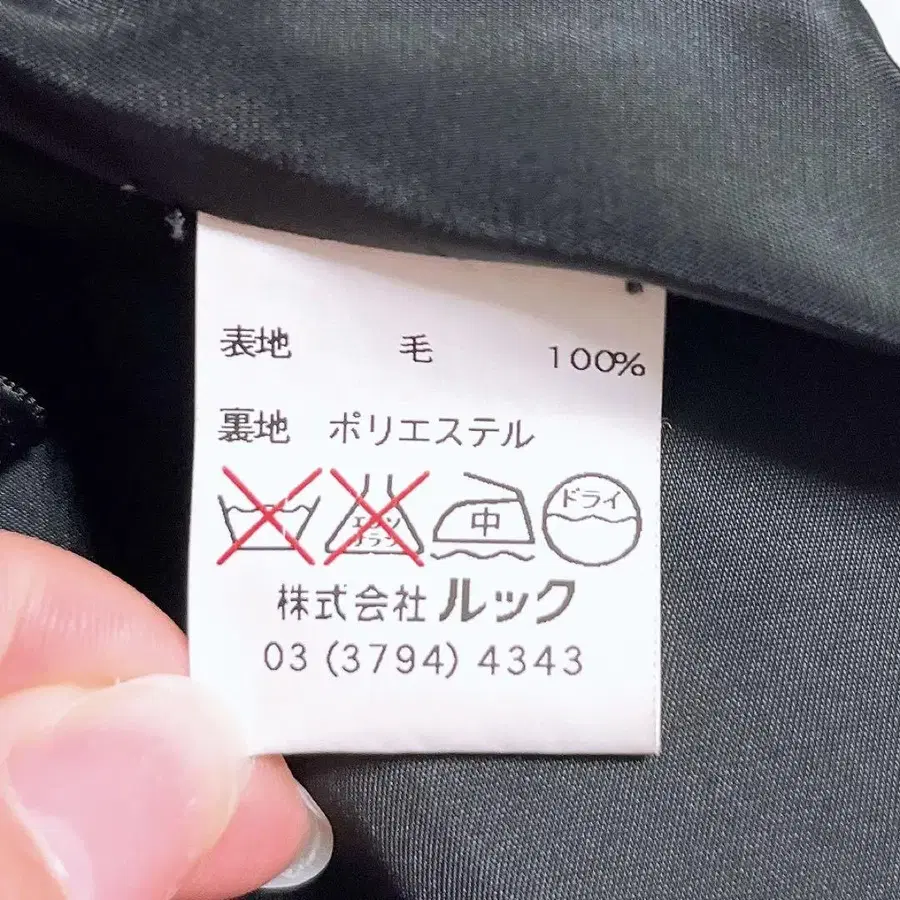 表地 毛 100%
裏地 ポリエステル
エンソ サラシ 中 ドライ
株式会社 ルック
03 (3794) 4343